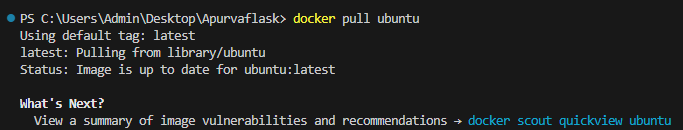 PS C:\Users\Admin\Desktop\Apurvaflask> docker pull ubuntu
Using default tag: latest
latest: Pulling from library/ubuntu
Status: Image is up to date for ubuntu:latest
What's Next?
View a summary of image vulnerabilities and recommendations → docker scout quickview ubuntu